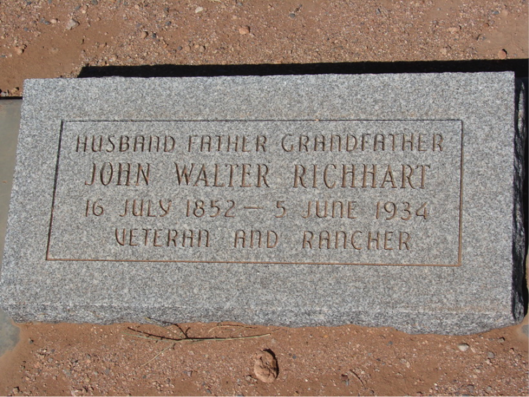 HUSBAND FATHER GRANDFATHER
JOHN WALTER RICHHART
16 JULY 1852 — 5 JUNE 1934
VETERAN AND RANCHER